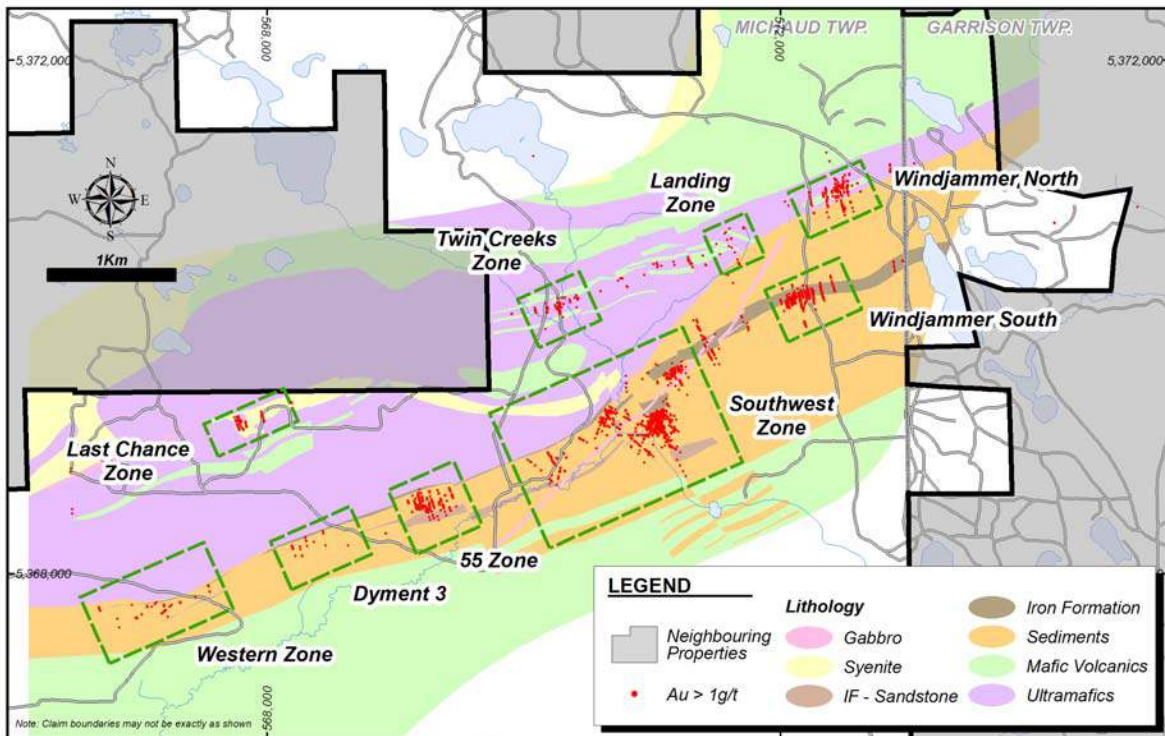 568,000
572,000
MICHAUD TWP.
GARRISON TWP.
5,372,000
5,372,000
N
W
E
S
1Km
Landing
Zone
Windjammer North
Twin Creeks
Zone
Windjammer South
Southwest
Zone
Last Chance
Zone
55 Zone
Dyment 3
Western Zone
5,368,000
568,000
Note: Claim boundaries may not be exactly as shown
LEGEND
Neighbouring
Properties
Au > 1g/t
Lithology
Gabbro
Syenite
IF - Sandstone
Iron Formation
Sediments
Mafic Volcanics
Ultramafics